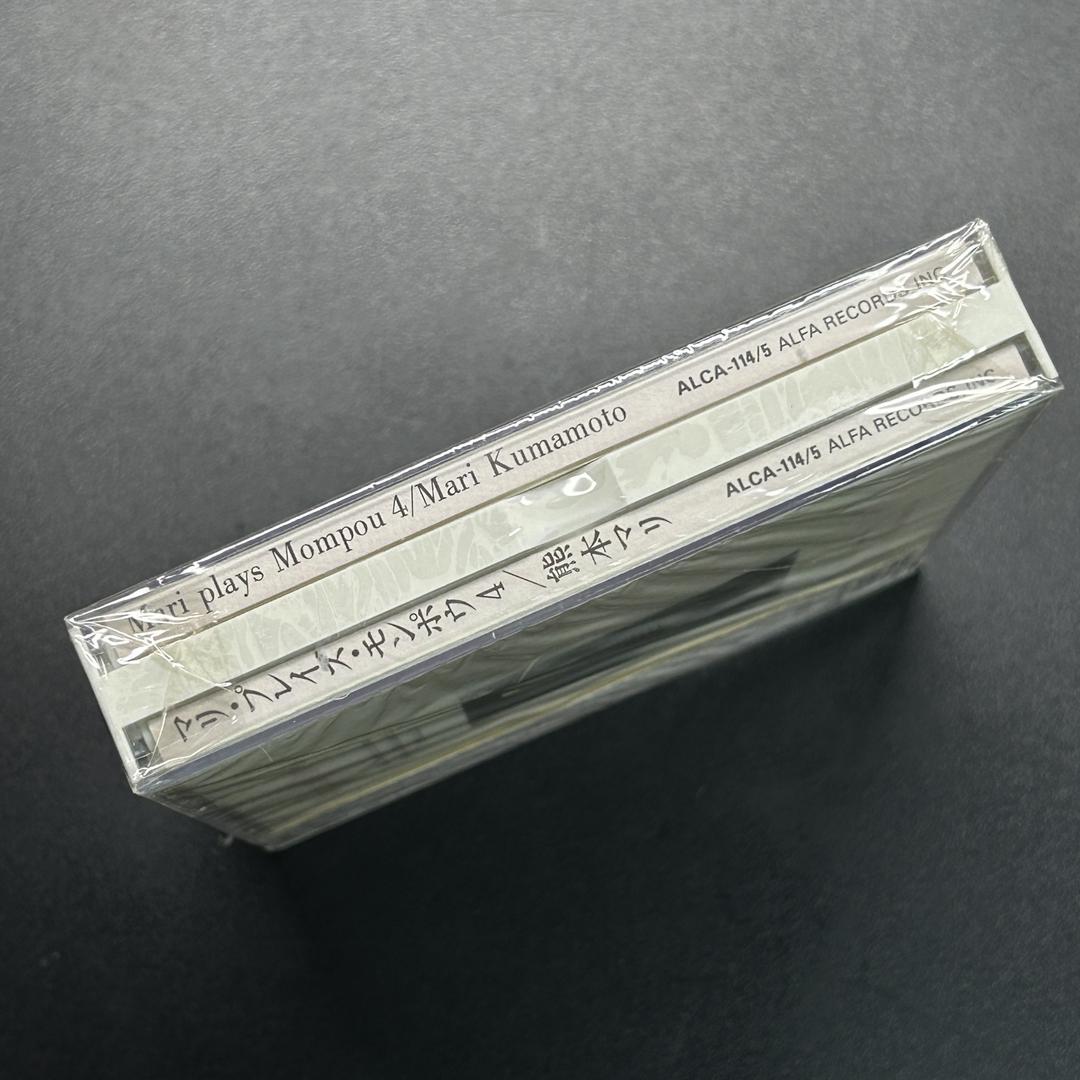 Mari plays Mompou 4/Mari Kumamoto ALCA-114/5 ALFA RECORDS INC
マリ・プレイズ・モンポウ 4／熊本マリ ALCA-114/5 ALFA RECORDS INC